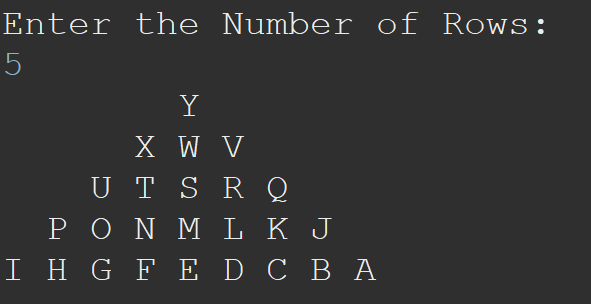 Enter the Number of Rows:
5
Y
X W V
U T S R Q
P O N M L K J
I H G F E D C B A